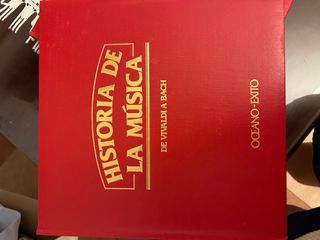 HISTORIA DE
LA MÚSICA
DE VIVALDI A BACH
OCEANO-EXITO